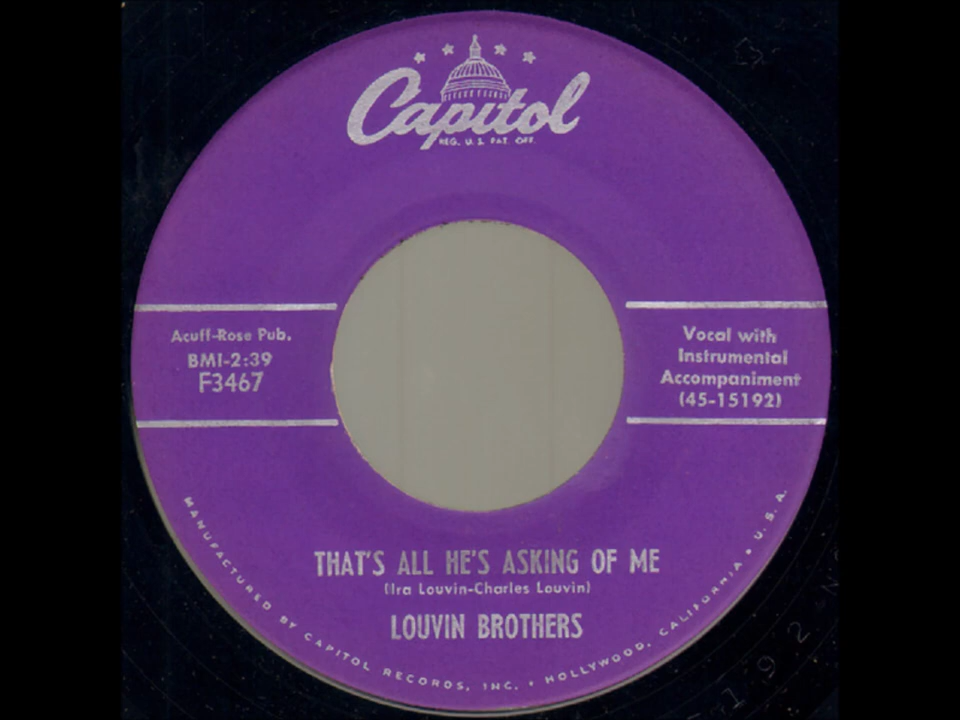 Capitol
REG. U. S. PAT. OFF.
Acuff-Rose Pub.
BMI-2:39
F3467
Vocal with
Instrumental
Accompaniment
(45-15192)
THAT'S ALL HE'S ASKING OF ME
(Ira Louvin-Charles Louvin)
LOUVIN BROTHERS
MANUFACTURED BY CAPITOL RECORDS, INC. • HOLLYWOOD, CALIFORNIA • U. S. A.